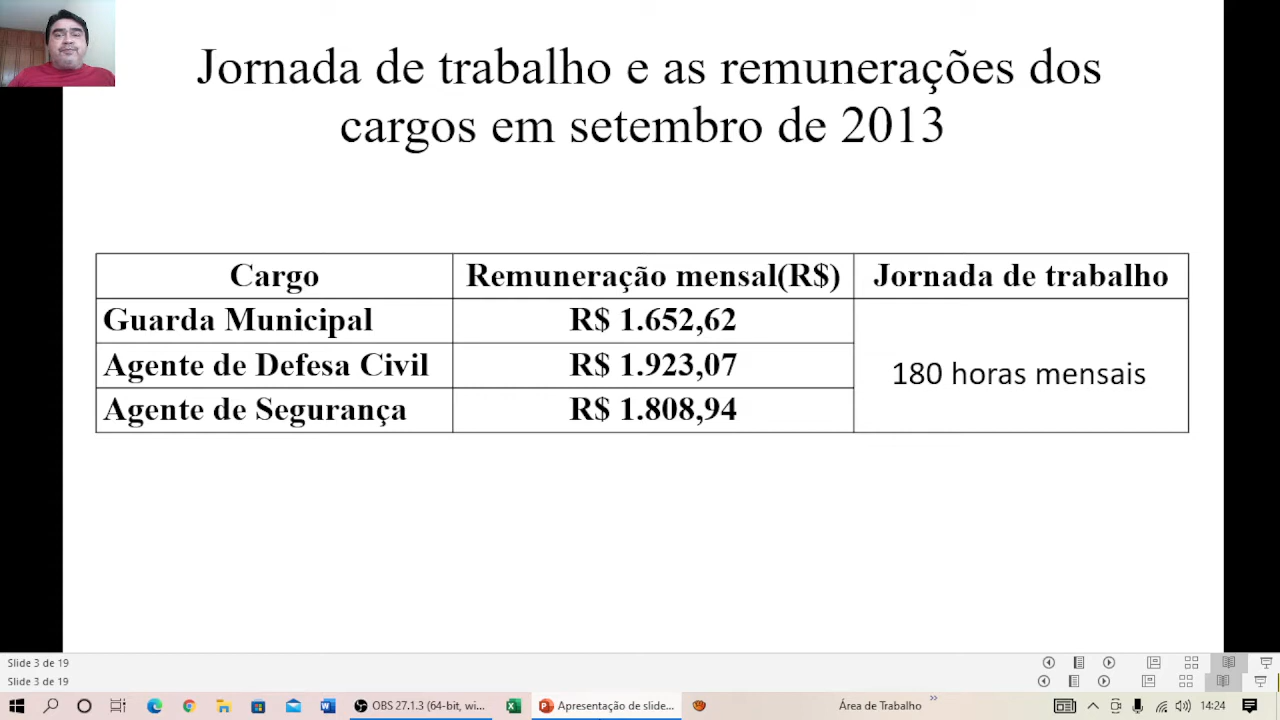 Jornada de trabalho e as remunerações dos
cargos em setembro de 2013
Cargo Remuneração mensal(R$) Jornada de trabalho
Guarda Municipal R$ 1.652,62
Agente de Defesa Civil R$ 1.923,07
180 horas mensais
Agente de Segurança R$ 1.808,94
Slide 3 de 19
Slide 3 de 19
OBS 27.1.3 (64-bit, wi...
Apresentação de slide...
Área de Trabalho
»
14:24